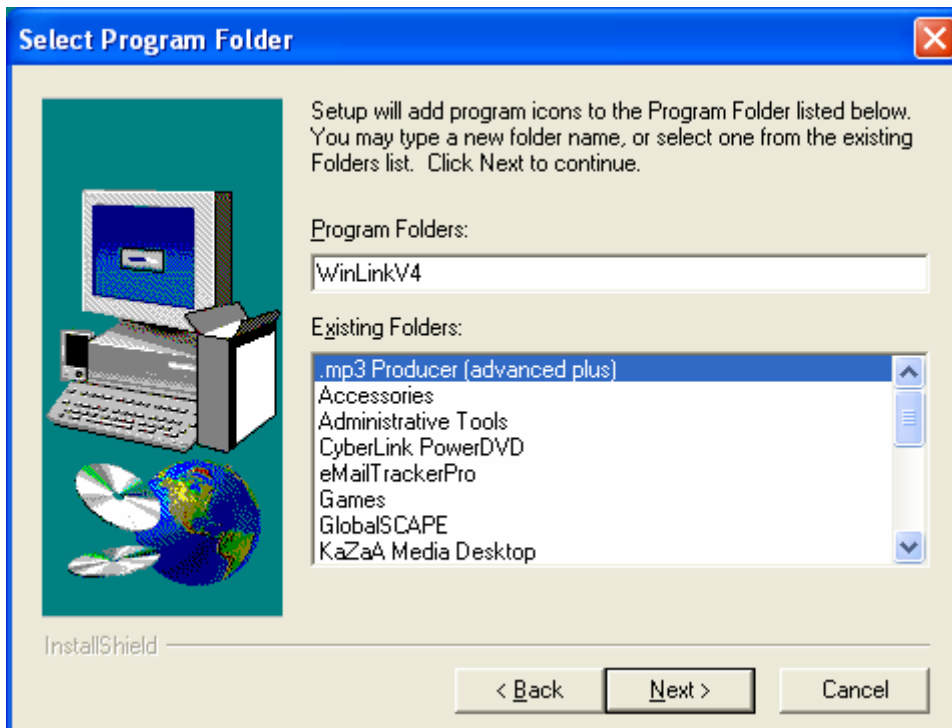 Select Program Folder
Setup will add program icons to the Program Folder listed below.
You may type a new folder name, or select one from the existing
Folders list.  Click Next to continue.
Program Folders:
WinLinkV4
Existing Folders:
.mp3 Producer (advanced plus)
Accessories
Administrative Tools
CyberLink PowerDVD
eMailTrackerPro
Games
GlobalSCAPE
KaZaA Media Desktop
InstallShield
< Back
Next >
Cancel